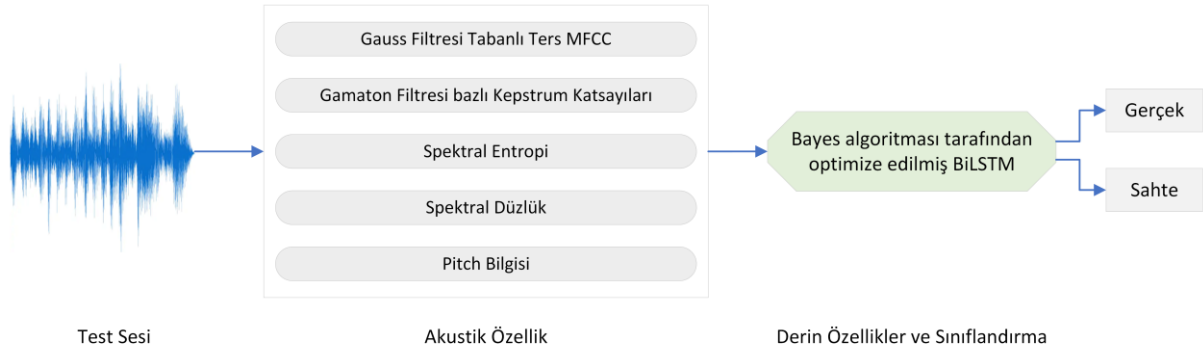 Gauss Filtresi Tabanlı Ters MFCC
Gamaton Filtresi bazlı Kepstrum Katsayıları
Spektral Entropi
Spektral Düzlük
Pitch Bilgisi
Bayes algoritması tarafından
optimize edilmiş BiLSTM
Gerçek
Sahte
Test Sesi
Akustik Özellik
Derin Özellikler ve Sınıflandırma